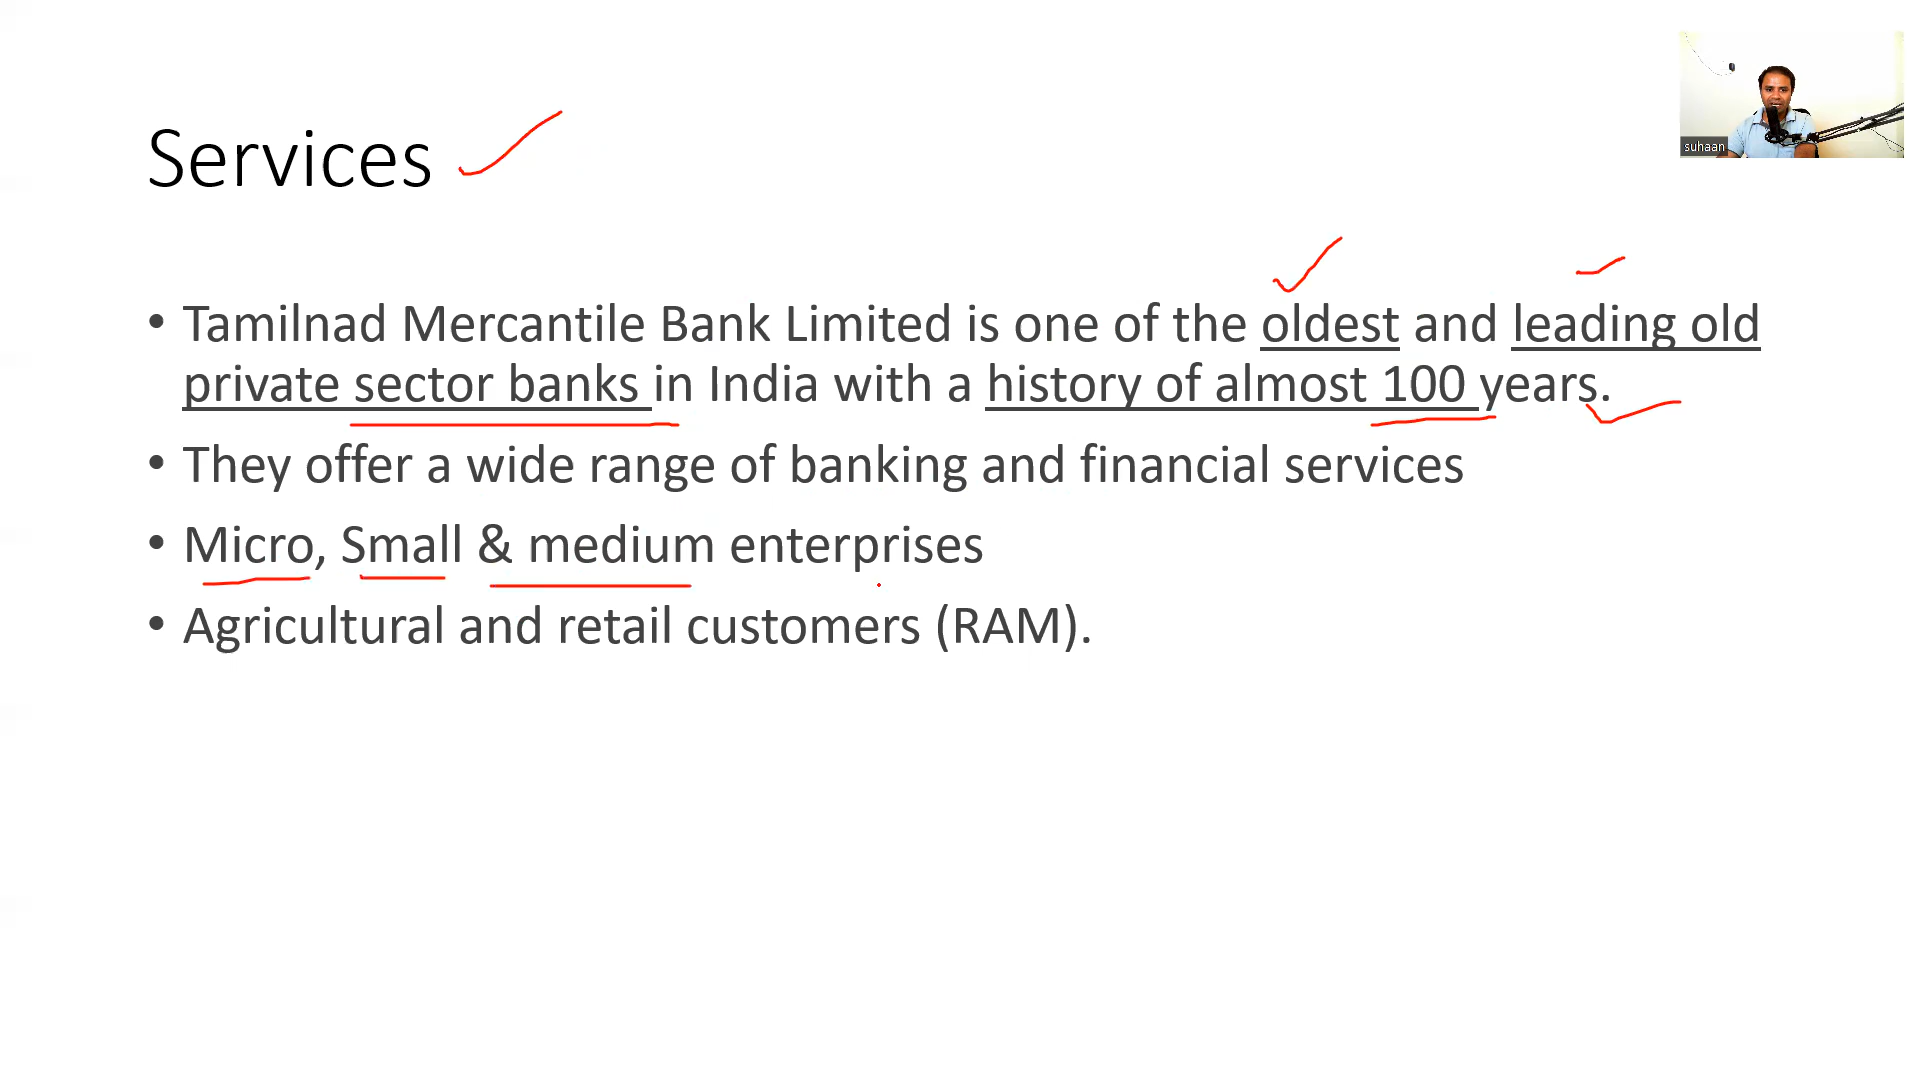 suhaan
Services
• Tamilnad Mercantile Bank Limited is one of the oldest and leading old
private sector banks in India with a history of almost 100 years.
• They offer a wide range of banking and financial services
• Micro, Small & medium enterprises
• Agricultural and retail customers (RAM).